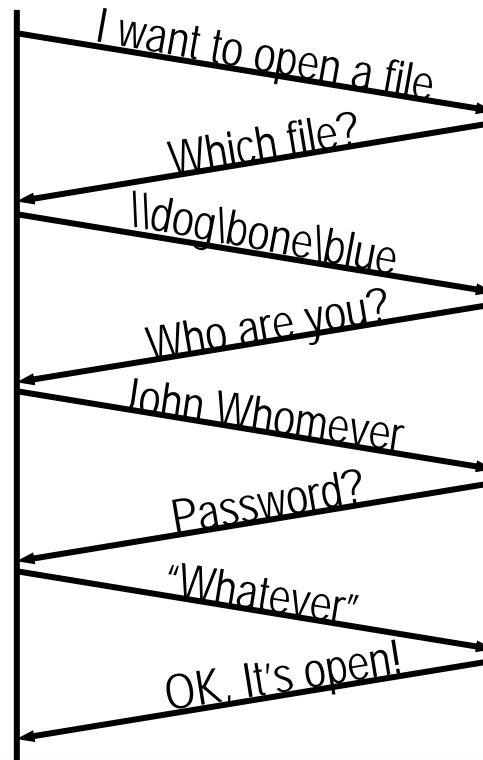 I want to open a file
Which file?
\\dog\bone\blue
Who are you?
John Whomever
Password?
“Whatever”
OK, It's open!